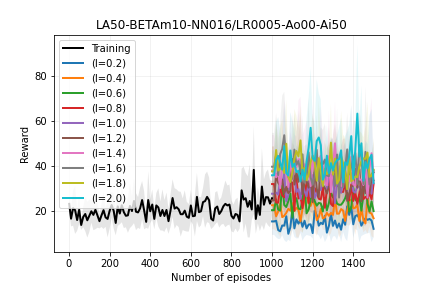 LA50-BETAm10-NN016/LR0005-Ao00-Ai50
Training
(l=0.2)
(l=0.4)
(l=0.6)
(l=0.8)
(l=1.0)
(l=1.2)
(l=1.4)
(l=1.6)
(l=1.8)
(l=2.0)
Reward
80
60
40
20
0 200 400 600 800 1000 1200 1400
Number of episodes